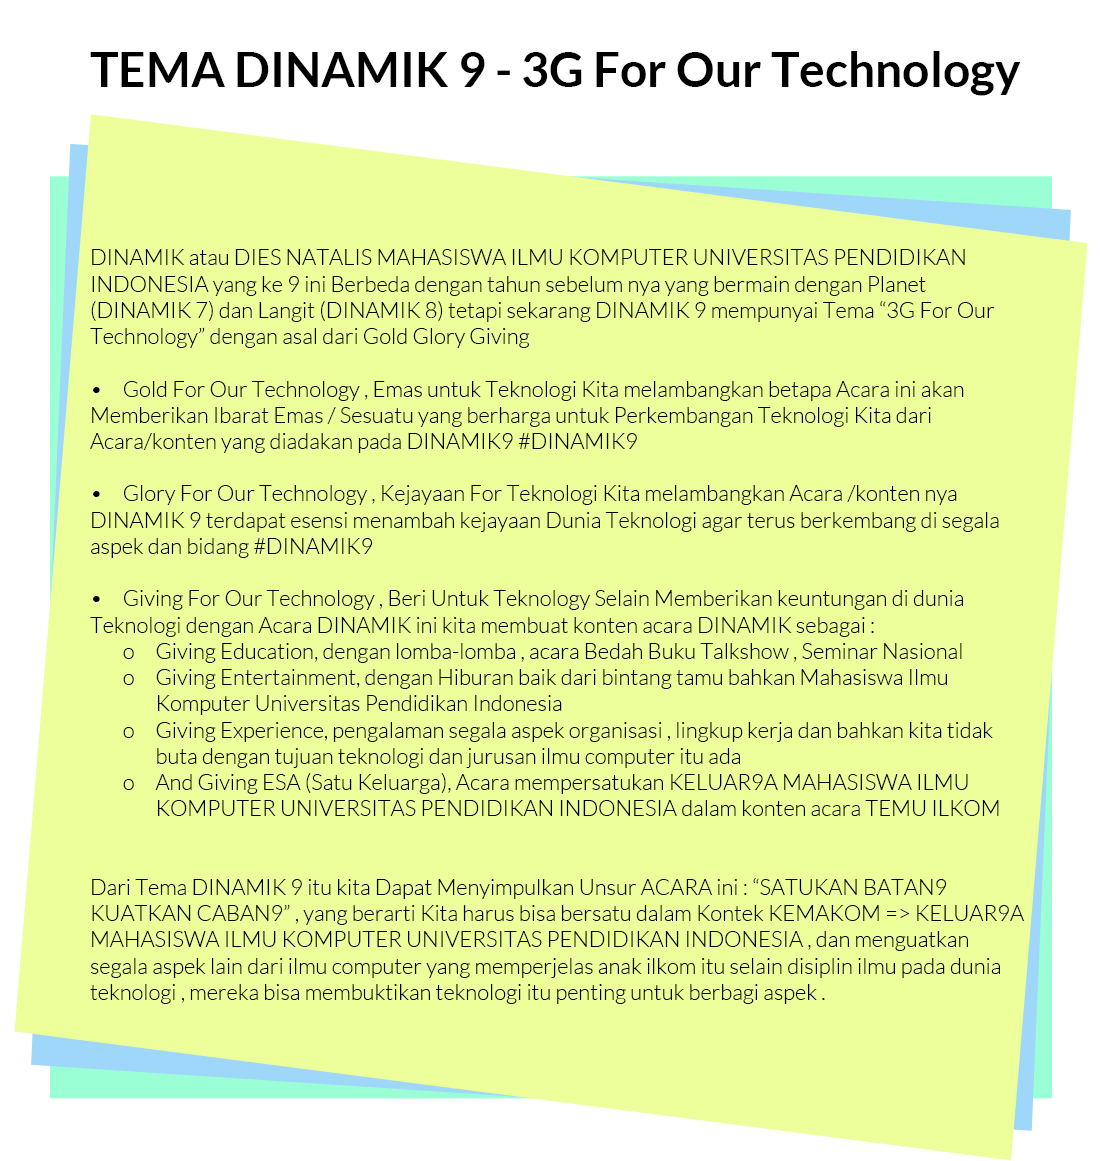 TEMA DINAMIK 9 - 3G For Our Technology
DINAMIK atau DIES NATALIS MAHASISWA ILMU KOMPUTER UNIVERSITAS PENDIDIKAN
INDONESIA yang ke 9 ini Berbeda dengan tahun sebelum nya yang bermain dengan Planet
(DINAMIK 7) dan Langit (DINAMIK 8) tetapi sekarang DINAMIK 9 mempunyai Tema “3G For Our
Technology” dengan asal dari Gold Glory Giving
• Gold For Our Technology , Emas untuk Teknologi Kita melambangkan betapa Acara ini akan
Memberikan Ibarat Emas / Sesuatu yang berharga untuk Perkembangan Teknologi Kita dari
Acara/konten yang diadakan pada DINAMIK9 #DINAMIK9
• Glory For Our Technology , Kejayaan For Teknologi Kita melambangkan Acara /konten nya
DINAMIK 9 terdapat esensi menambah kejayaan Dunia Teknologi agar terus berkembang di segala
aspek dan bidang #DINAMIK9
• Giving For Our Technology , Beri Untuk Teknology Selain Memberikan keuntungan di dunia
Teknologi dengan Acara DINAMIK ini kita membuat konten acara DINAMIK sebagai :
o Giving Education, dengan lomba-lomba , acara Bedah Buku Talkshow , Seminar Nasional
o Giving Entertainment, dengan Hiburan baik dari bintang tamu bahkan Mahasiswa Ilmu
Komputer Universitas Pendidikan Indonesia
o Giving Experience, pengalaman segala aspek organisasi , lingkup kerja dan bahkan kita tidak
buta dengan tujuan teknologi dan jurusan ilmu computer itu ada
o And Giving ESA (Satu Keluarga), Acara mempersatukan KELUAR9A MAHASISWA ILMU
KOMPUTER UNIVERSITAS PENDIDIKAN INDONESIA dalam konten acara TEMU ILKOM
Dari Tema DINAMIK 9 itu kita Dapat Menyimpulkan Unsur ACARA ini : “SATUKAN BATAN9
KUATKAN CABAN9” , yang berarti Kita harus bisa bersatu dalam Kontek KEMAKOM => KELUAR9A
MAHASISWA ILMU KOMPUTER UNIVERSITAS PENDIDIKAN INDONESIA , dan menguatkan
segala aspek lain dari ilmu computer yang memperjelas anak ilkom itu selain disiplin ilmu pada dunia
teknologi , mereka bisa membuktikan teknologi itu penting untuk berbagi aspek .